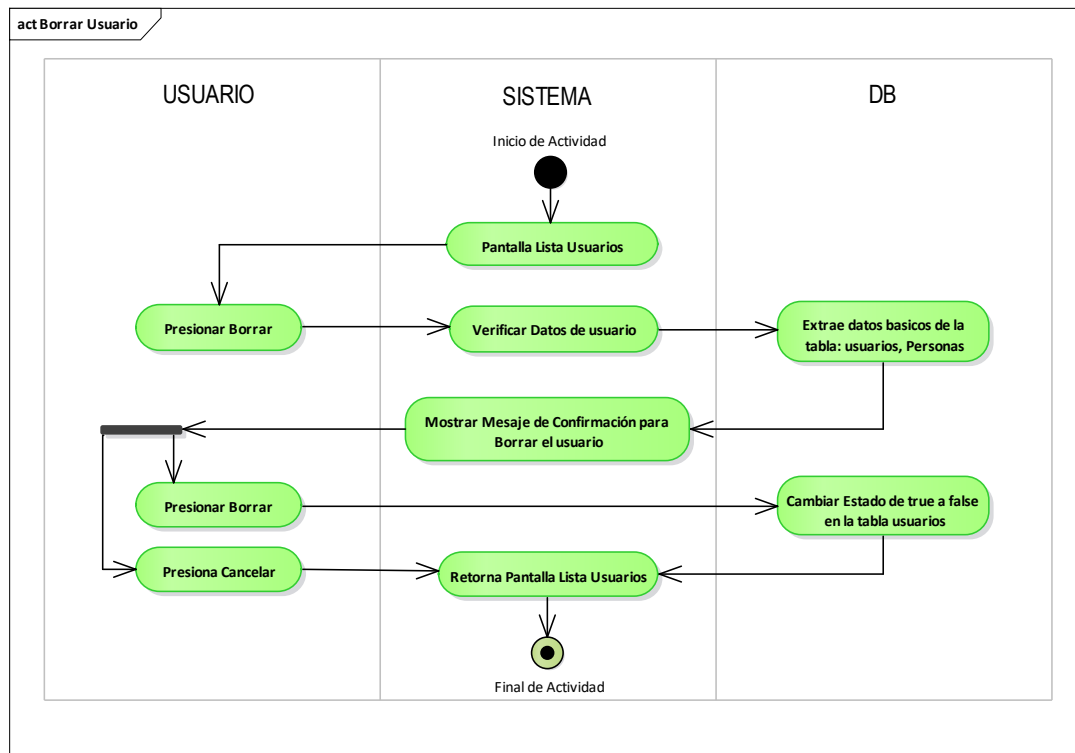 act Borrar Usuario
USUARIO
SISTEMA
DB
Inicio de Actividad
Pantalla Lista Usuarios
Presionar Borrar
Verificar Datos de usuario
Extrae datos basicos de la
tabla: usuarios, Personas
Mostrar Mesaje de Confirmación para
Borrar el usuario
Presionar Borrar
Cambiar Estado de true a false
en la tabla usuarios
Presiona Cancelar
Retorna Pantalla Lista Usuarios
Final de Actividad